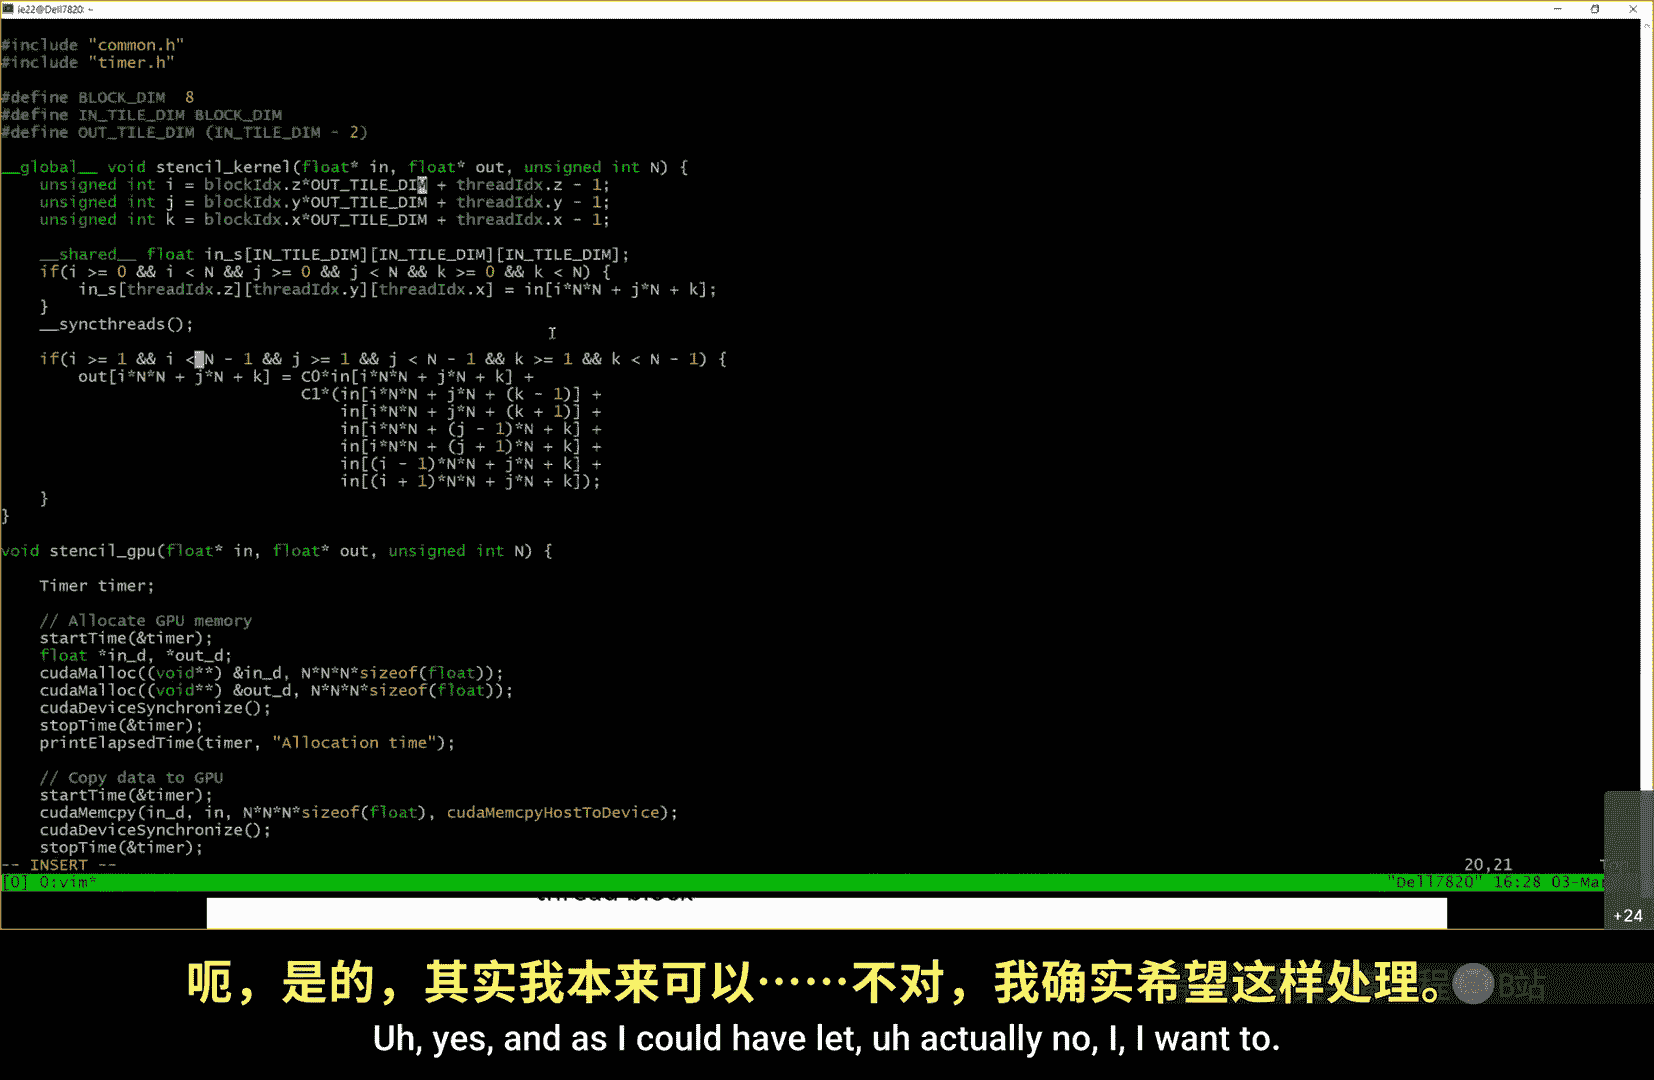 ie22@Dell7820: ~
#include "common.h"
#include "timer.h"
#define BLOCK_DIM  8
#define IN_TILE_DIM BLOCK_DIM
#define OUT_TILE_DIM (IN_TILE_DIM - 2)
__global__ void stencil_kernel(float* in, float* out, unsigned int N) {
    unsigned int i = blockIdx.z*OUT_TILE_DIM + threadIdx.z - 1;
    unsigned int j = blockIdx.y*OUT_TILE_DIM + threadIdx.y - 1;
    unsigned int k = blockIdx.x*OUT_TILE_DIM + threadIdx.x - 1;
    __shared__ float in_s[IN_TILE_DIM][IN_TILE_DIM][IN_TILE_DIM];
    if(i >= 0 && i < N && j >= 0 && j < N && k >= 0 && k < N) {
        in_s[threadIdx.z][threadIdx.y][threadIdx.x] = in[i*N*N + j*N + k];
    }
    __syncthreads();
    if(i >= 1 && i < N - 1 && j >= 1 && j < N - 1 && k >= 1 && k < N - 1) {
        out[i*N*N + j*N + k] = C0*in[i*N*N + j*N + k] +
                               C1*(in[i*N*N + j*N + (k - 1)] +
                                   in[i*N*N + j*N + (k + 1)] +
                                   in[i*N*N + (j - 1)*N + k] +
                                   in[i*N*N + (j + 1)*N + k] +
                                   in[(i - 1)*N*N + j*N + k] +
                                   in[(i + 1)*N*N + j*N + k]);
    }
}
void stencil_gpu(float* in, float* out, unsigned int N) {
    Timer timer;
    // Allocate GPU memory
    startTime(&timer);
    float *in_d, *out_d;
    cudaMalloc((void**) &in_d, N*N*N*sizeof(float));
    cudaMalloc((void**) &out_d, N*N*N*sizeof(float));
    cudaDeviceSynchronize();
    stopTime(&timer);
    printElapsedTime(timer, "Allocation time");
    // Copy data to GPU
    startTime(&timer);
    cudaMemcpy(in_d, in, N*N*N*sizeof(float), cudaMemcpyHostToDevice);
    cudaDeviceSynchronize();
    stopTime(&timer);
-- INSERT --    20,21
[0] 0:vim*    "Dell7820" 16:28 03-Mar
thread block
+24
呃，是的，其实我本来可以……不对，我确实希望这样处理。
B站
Uh, yes, and as I could have let, uh actually no, I, I want to.